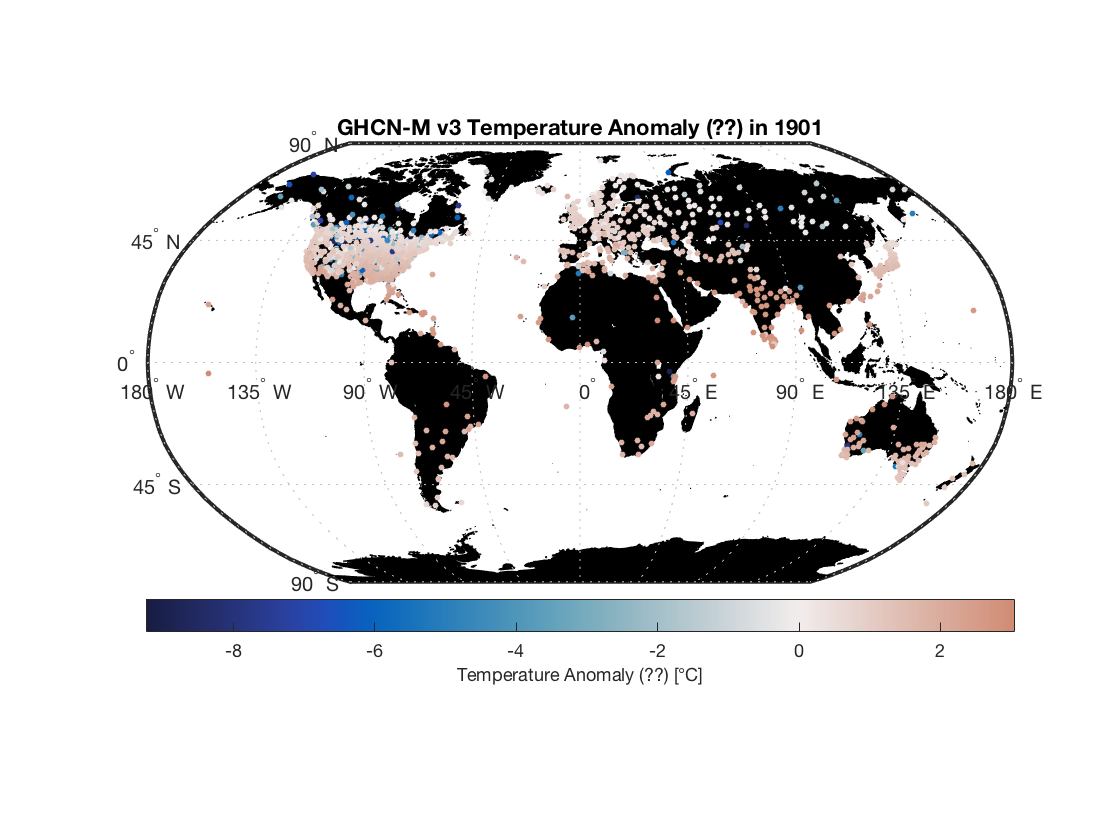 GHCN-M v3 Temperature Anomaly (??) in 1901
90° N
45° N
0°
180° W 135° W 90° W 45° W 0° 45° E 90° E 135° E 180° E
45° S
90° S
-8 -6 -4 -2 0 2
Temperature Anomaly (??) [°C]